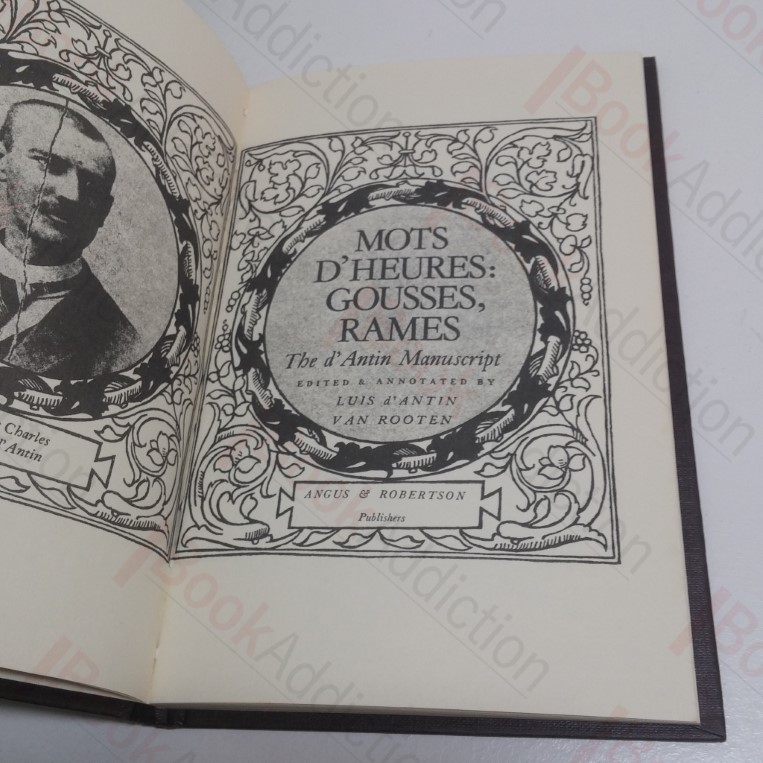 Charles
d'Antin
MOTS
D'HEURES:
GOUSSES,
RAMES
The d'Antin Manuscript
EDITED & ANNOTATED BY
LUIS d'ANTIN
VAN ROOTEN
ANGUS & ROBERTSON
Publishers
BookAddiction